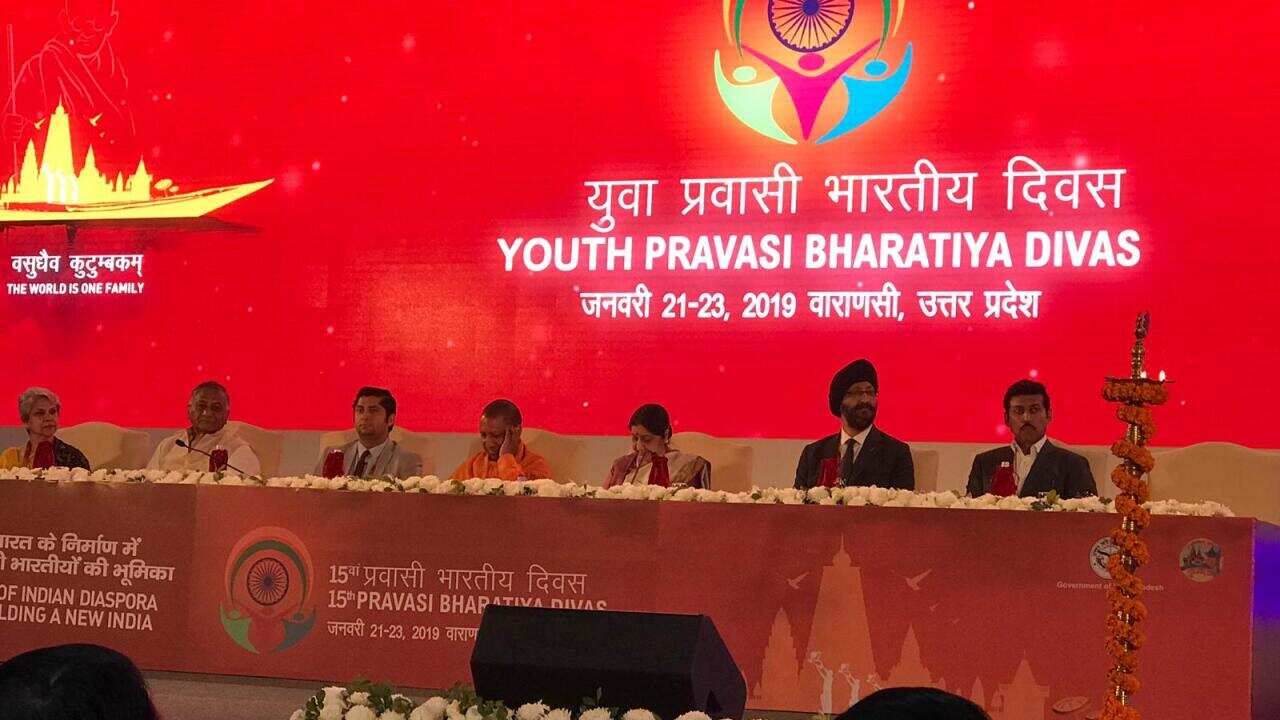 युवा प्रवासी भारतीय दिवस
YOUTH PRAVASI BHARATIYA DIVAS
जनवरी 21-23, 2019 वाराणसी, उत्तर प्रदेश
वसुधैव कुटुम्बकम्
THE WORLD IS ONE FAMILY
के निर्माण में
भारतीयों की भूमिका
OF INDIAN DIASPORA
A NEW INDIA
15वां प्रवासी भारतीय दिवस
15th PRAVASI BHARATIYA DIVAS
जनवरी 21-23, 2019
Government of